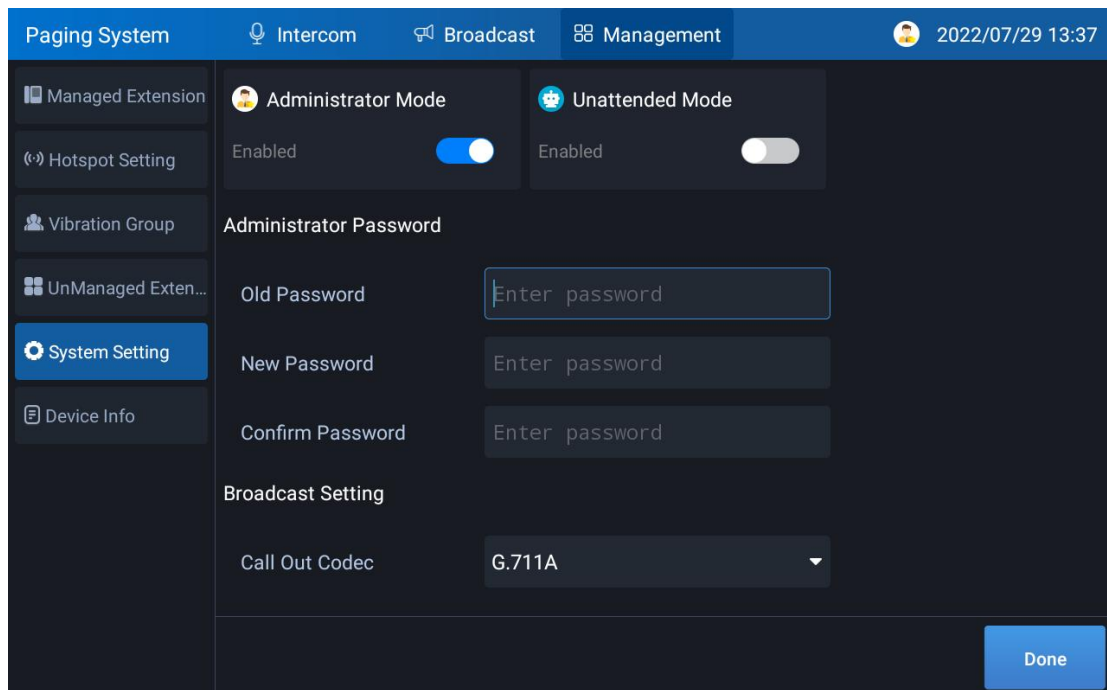 Paging System
Intercom
Broadcast
Management
2022/07/29 13:37
Managed Extension
Hotspot Setting
Vibration Group
UnManaged Exten...
System Setting
Device Info
Administrator Mode
Enabled
Unattended Mode
Enabled
Administrator Password
Old Password
Enter password
New Password
Enter password
Confirm Password
Enter password
Broadcast Setting
Call Out Codec
G.711A
Done